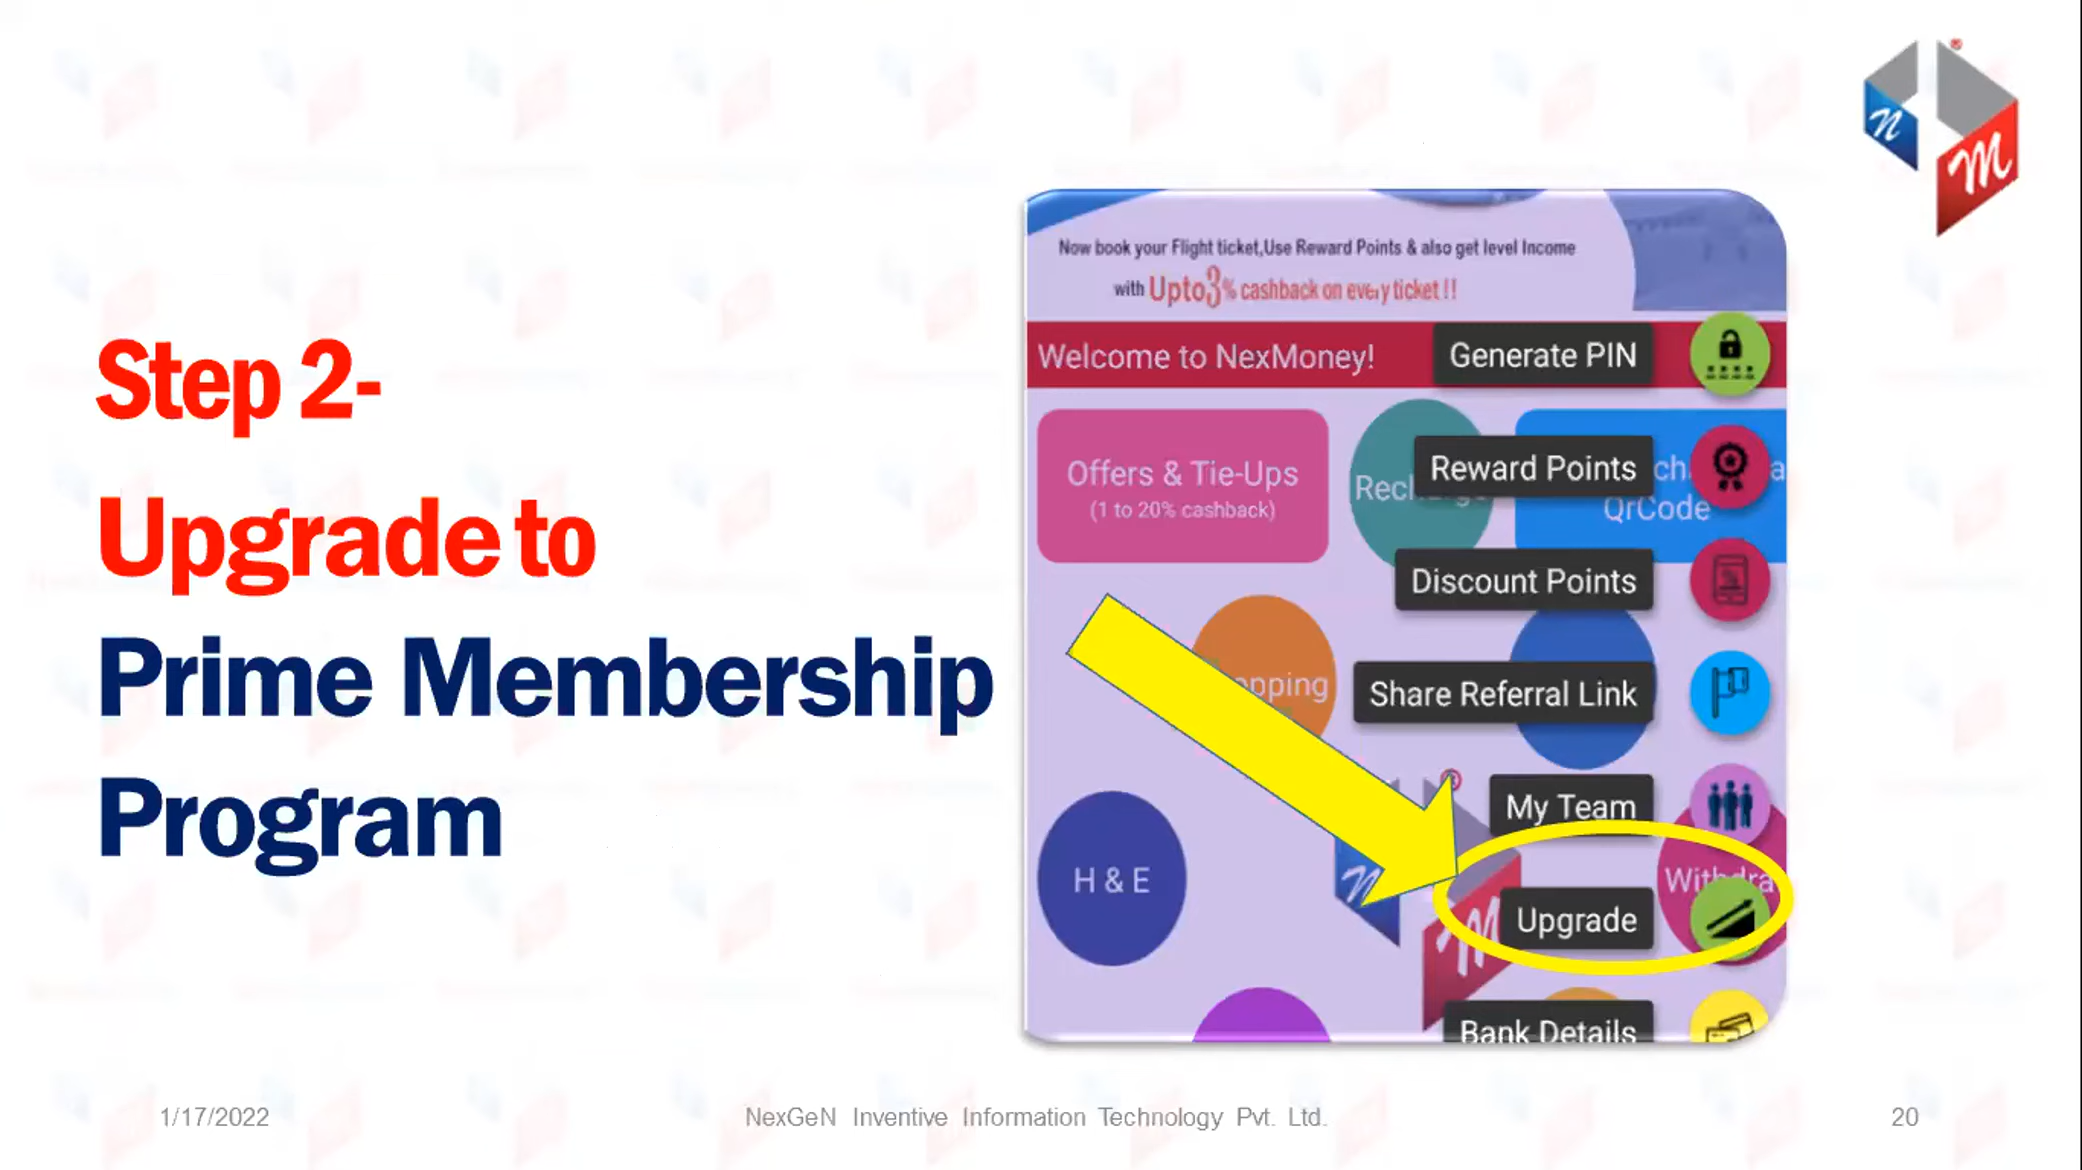 n
M
Step 2-
Upgrade to
Prime Membership
Program
Now book your Flight ticket,Use Reward Points & also get level Income
with Upto 3% cashback on every ticket !!
Welcome to NexMoney!
Generate PIN
Offers & Tie-Ups
(1 to 20% cashback)
Reward Points
QrCode
Discount Points
Share Referral Link
My Team
H & E
Upgrade
Bank Details
1/17/2022
NexGeN Inventive Information Technology Pvt. Ltd.
20